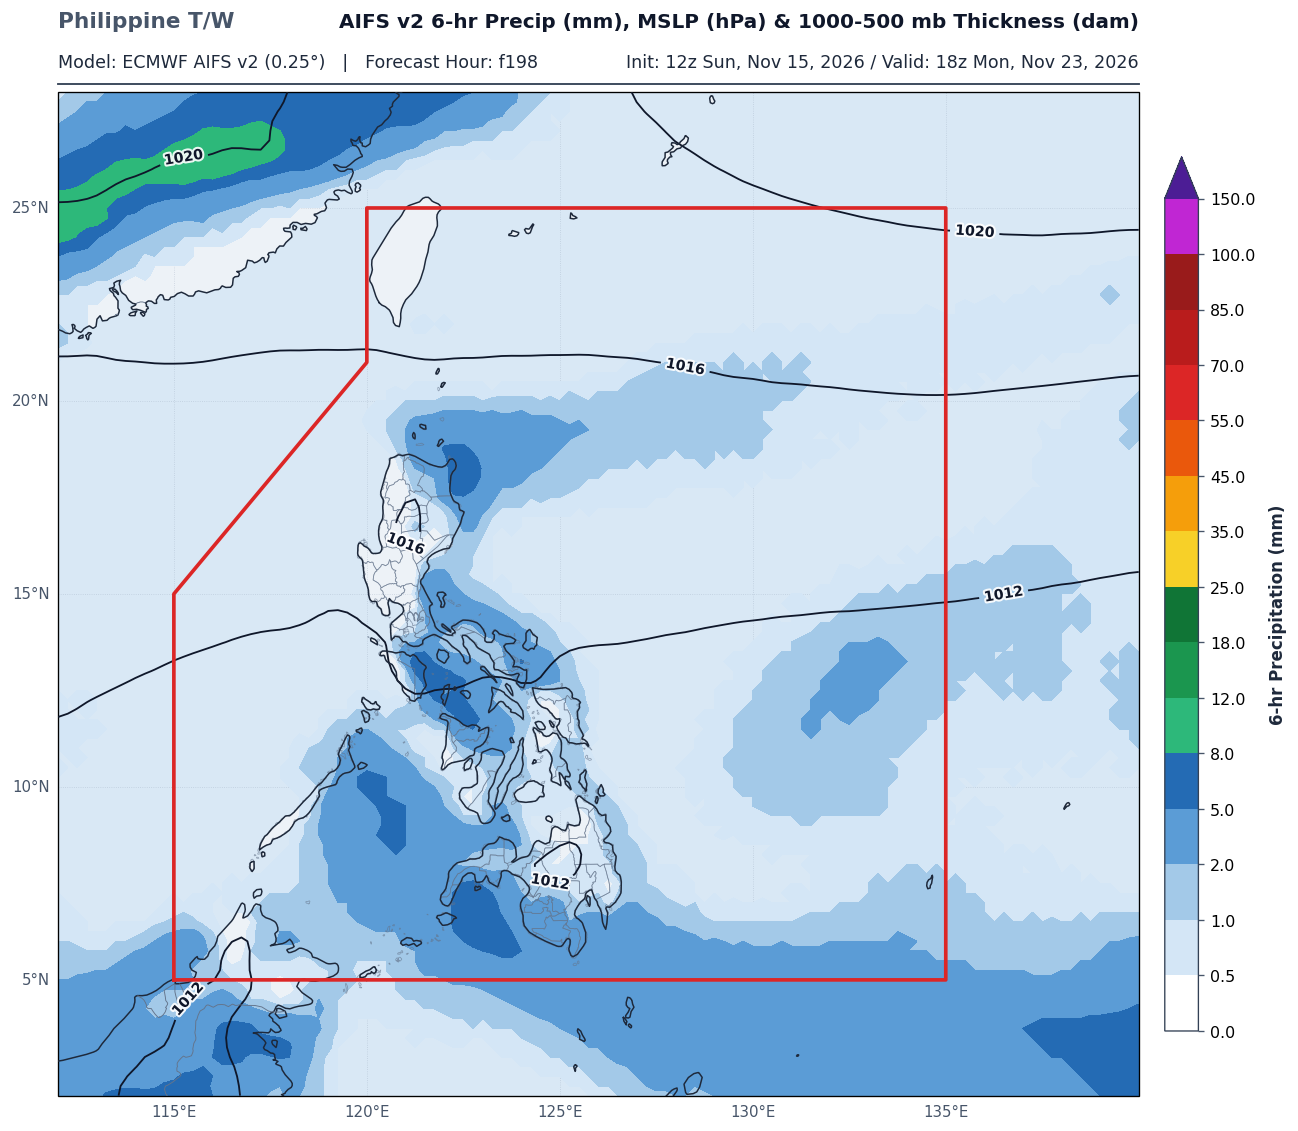 Philippine T/W
AIFS v2 6-hr Precip (mm), MSLP (hPa) & 1000-500 mb Thickness (dam)
Model: ECMWF AIFS v2 (0.25°)   |   Forecast Hour: f198
Init: 12z Sun, Nov 15, 2026 / Valid: 18z Mon, Nov 23, 2026
1020
25°N
1020
1016
20°N
1016
15°N
1012
10°N
1012
5°N
1012
115°E
120°E
125°E
130°E
135°E
150.0
100.0
85.0
70.0
55.0
45.0
35.0
25.0
18.0
12.0
8.0
5.0
2.0
1.0
0.5
0.0
6-hr Precipitation (mm)